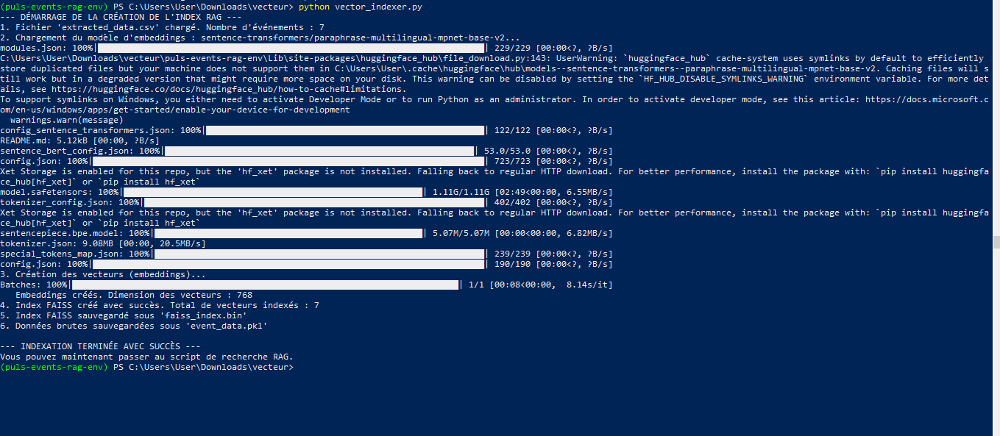 (puls-events-rag-env) PS C:\Users\User\Downloads\vecteur> python vector_indexer.py
--- DÉMARRAGE DE LA CRÉATION DE L'INDEX RAG ---
1. Fichier 'extracted_data.csv' chargé. Nombre d'événements : 7
2. Chargement du modèle d'embeddings : sentence-transformers/paraphrase-multilingual-mpnet-base-v2...
modules.json: 100%| | 229/229 [00:00<?, ?B/s]
C:\Users\User\Downloads\vecteur\puls-events-rag-env\Lib\site-packages\huggingface_hub\file_download.py:143: UserWarning: `huggingface_hub` cache-system uses symlinks by default to efficiently
store duplicated files but your machine does not support them in C:\Users\User\.cache\huggingface\hub\models--sentence-transformers--paraphrase-multilingual-mpnet-base-v2. Caching files will s
till work but in a degraded version that might require more space on your disk. This warning can be disabled by setting the `HF_HUB_DISABLE_SYMLINKS_WARNING` environment variable. For more det
ails, see https://huggingface.co/docs/huggingface_hub/how-to-cache#limitations.
To support symlinks on Windows, you either need to activate Developer Mode or to run Python as an administrator. In order to activate developer mode, see this article: https://docs.microsoft.c
om/en-us/windows/apps/get-started/enable-your-device-for-development
  warnings.warn(message)
config_sentence_transformers.json: 100%| | 122/122 [00:00<?, ?B/s]
README.md: 5.12kB [00:00, ?B/s]
sentence_bert_config.json: 100%| | 53.0/53.0 [00:00<?, ?B/s]
config.json: 100%| | 723/723 [00:00<?, ?B/s]
Xet Storage is enabled for this repo, but the 'hf_xet' package is not installed. Falling back to regular HTTP download. For better performance, install the package with: `pip install huggingfa
ce_hub[hf_xet]` or `pip install hf_xet`
model.safetensors: 100%| | 1.11G/1.11G [02:49<00:00, 6.55MB/s]
tokenizer_config.json: 100%| | 402/402 [00:00<?, ?B/s]
Xet Storage is enabled for this repo, but the 'hf_xet' package is not installed. Falling back to regular HTTP download. For better performance, install the package with: `pip install huggingfa
ce_hub[hf_xet]` or `pip install hf_xet`
sentencepiece.bpe.model: 100%| | 5.07M/5.07M [00:00<00:00, 6.82MB/s]
tokenizer.json: 9.08MB [00:00, 20.5MB/s]
special_tokens_map.json: 100%| | 239/239 [00:00<?, ?B/s]
config.json: 100%| | 190/190 [00:00<?, ?B/s]
3. Création des vecteurs (embeddings)...
Batches: 100%| | 1/1 [00:08<00:00,  8.14s/it]
   Embeddings créés. Dimension des vecteurs : 768
4. Index FAISS créé avec succès. Total de vecteurs indexés : 7
5. Index FAISS sauvegardé sous 'faiss_index.bin'
6. Données brutes sauvegardées sous 'event_data.pkl'

--- INDEXATION TERMINÉE AVEC SUCCÈS ---
Vous pouvez maintenant passer au script de recherche RAG.
(puls-events-rag-env) PS C:\Users\User\Downloads\vecteur>